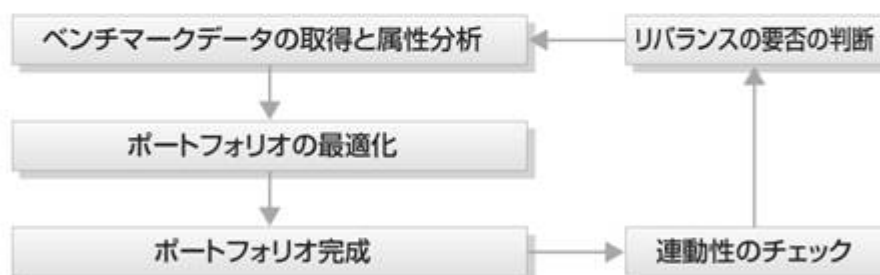 ベンチマークデータの取得と属性分析
リバランスの要否の判断
ポートフォリオの最適化
ポートフォリオ完成
連動性のチェック